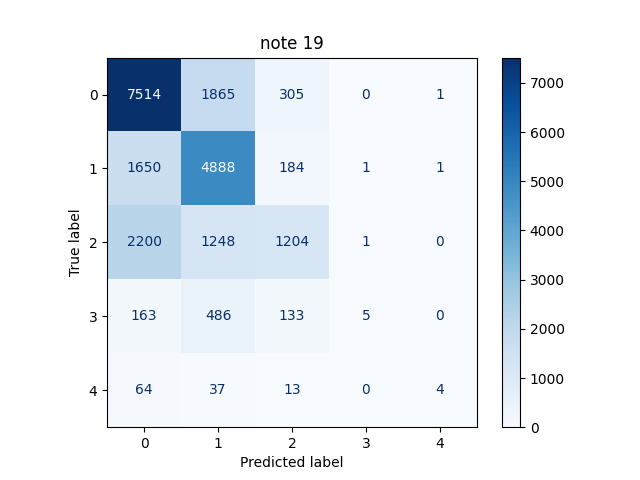 note 19
0 7514 1865 305 0 1
1 1650 4888 184 1 1
2 2200 1248 1204 1 0
3 163 486 133 5 0
4 64 37 13 0 4
0 1 2 3 4
Predicted label
True label
7000
6000
5000
4000
3000
2000
1000
0